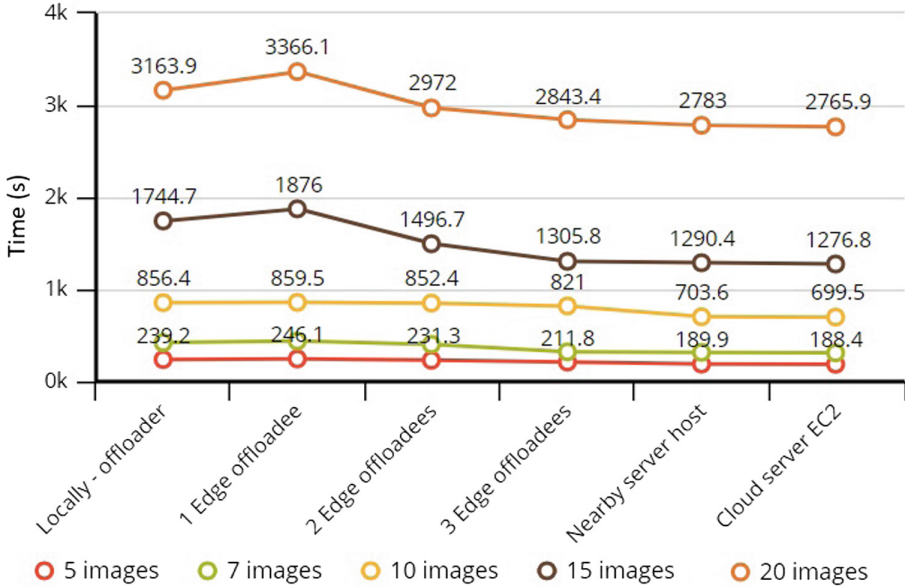 4k
3366.1
3163.9
2972
2843.4
2783
2765.9
3k
Time (s)
2k
1744.7
1876
1496.7
1305.8
1290.4
1276.8
1k
856.4
859.5
852.4
821
703.6
699.5
239.2
246.1
231.3
211.8
189.9
188.4
0k
Locally - offloader
1 Edge offloadee
2 Edge offloadees
3 Edge offloadees
Nearby server host
Cloud server EC2
5 images 7 images 10 images 15 images 20 images